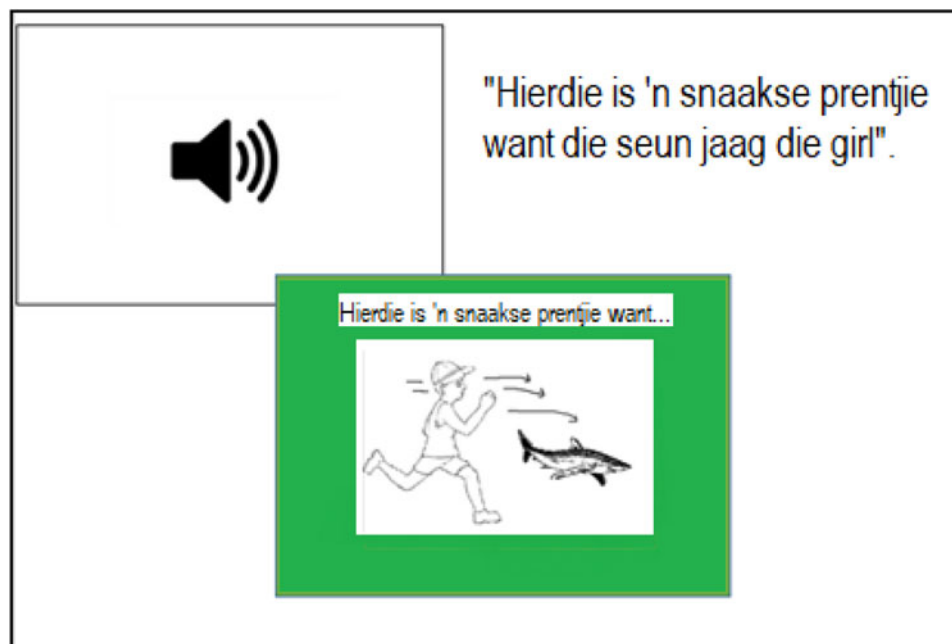 "Hierdie is 'n snaakse prentjie
want die seun jaag die girl".
Hierdie is 'n snaakse prentjie want...